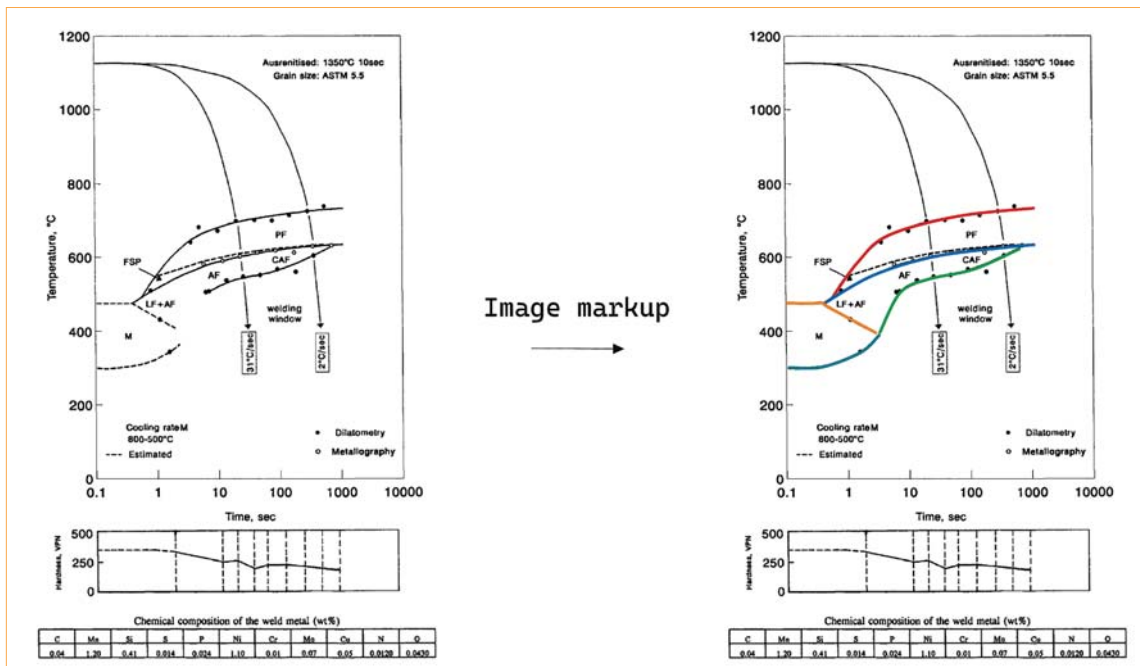 1200
Ausrenitised: 1350°C 10sec
Grain size: ASTM 5.5
1000
800
Temperature, °C
PF
600
FSP
CAF
AF
LF+AF
welding
window
400
M
31°C/sec
2°C/sec
200
Cooling rateM
800-500°C
Estimated
Dilatometry
Metallography
0
0.1 1 10 100 1000 10000
Time, sec
500
Hardness, VPN
250
0
Chemical composition of the weld metal (wt%)
C Mn Si S P Ni Cr Mo Cu N O
0.04 1.20 0.41 0.014 0.024 1.10 0.01 0.07 0.05 0.0120 0.0430
Image markup
1200
Ausrenitised: 1350°C 10sec
Grain size: ASTM 5.5
1000
800
Temperature, °C
PF
600
FSP
CAF
AF
LF+AF
welding
window
400
M
31°C/sec
2°C/sec
200
Cooling rateM
800-500°C
Estimated
Dilatometry
Metallography
0
0.1 1 10 100 1000 10000
Time, sec
500
Hardness, VPN
250
0
Chemical composition of the weld metal (wt%)
C Mn Si S P Ni Cr Mo Cu N O
0.04 1.20 0.41 0.014 0.024 1.10 0.01 0.07 0.05 0.0120 0.0430